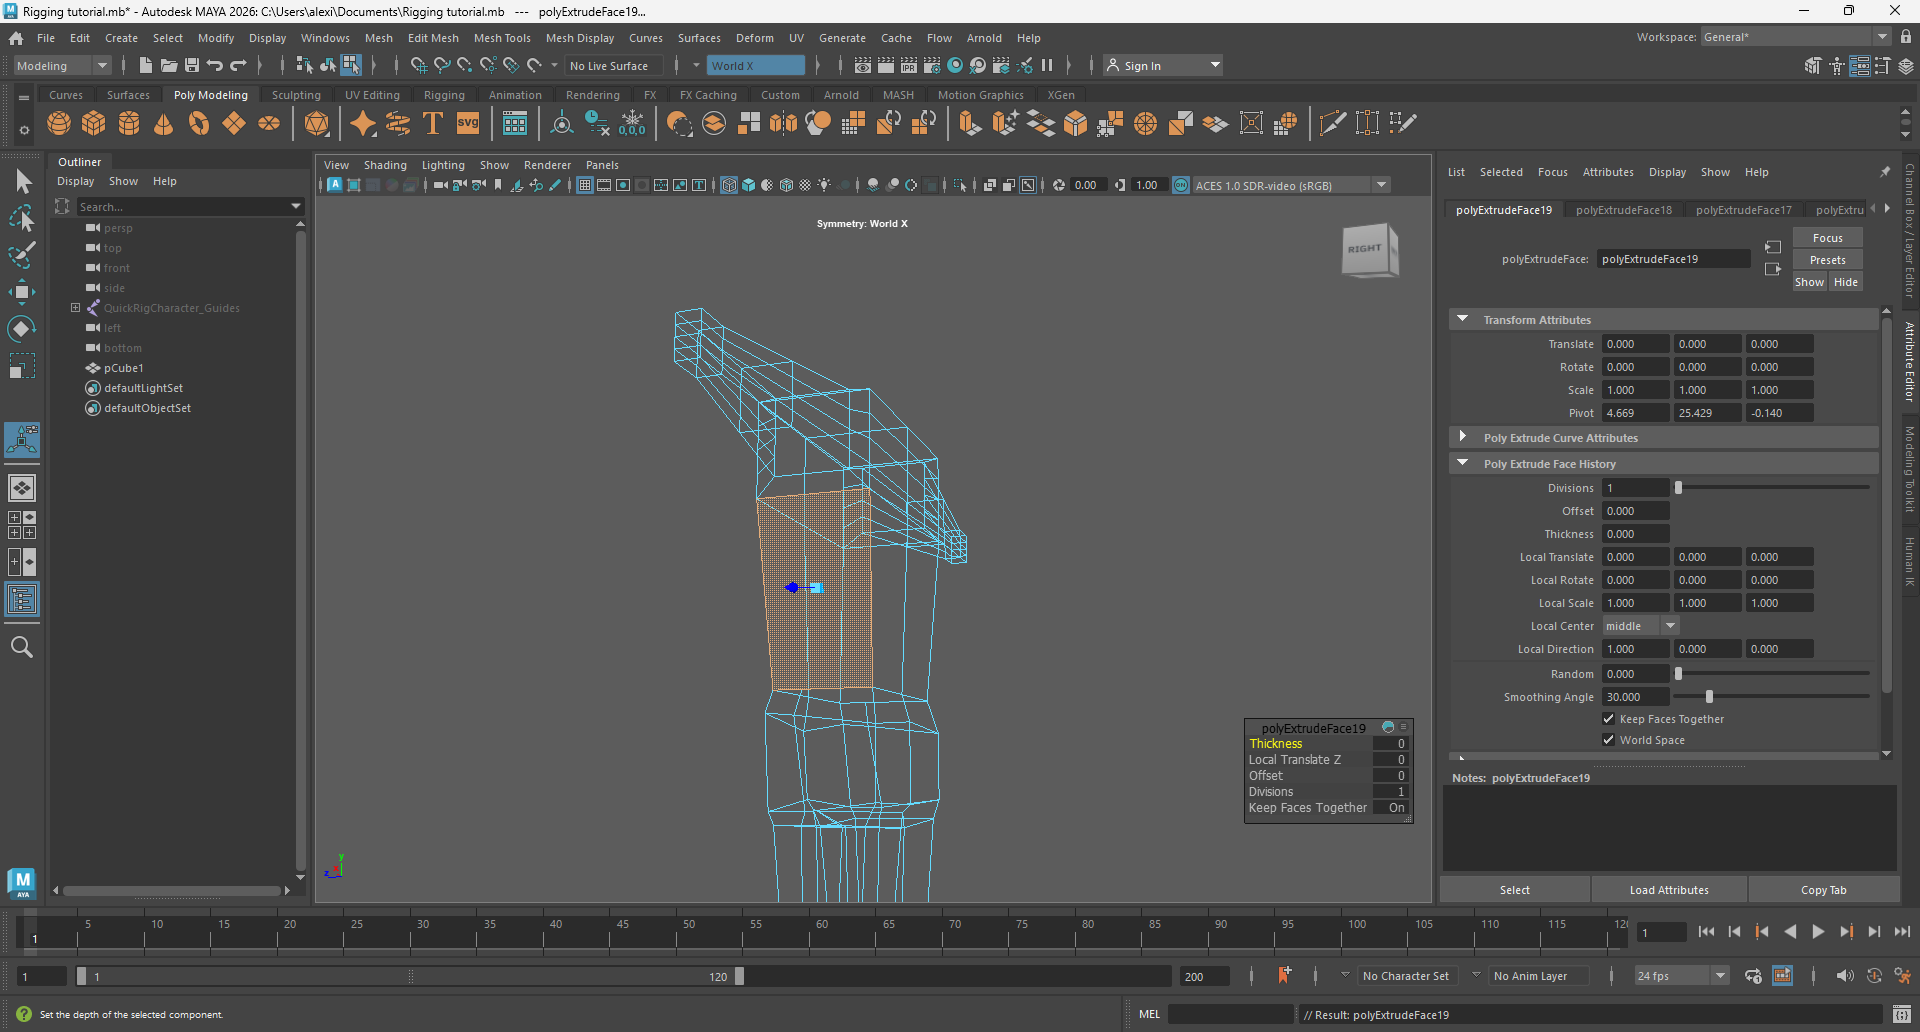 Rigging tutorial.mb* - Autodesk MAYA 2026: C:\Users\alexi\Documents\Rigging tutorial.mb   ---   polyExtrudeFace19...
File Edit Create Select Modify Display Windows Mesh Edit Mesh Mesh Tools Mesh Display Curves Surfaces Deform UV Generate Cache Flow Arnold Help
Workspace: General*
Modeling
No Live Surface
World X
Sign In
Curves Surfaces Poly Modeling Sculpting UV Editing Rigging Animation Rendering FX FX Caching Custom Arnold MASH Motion Graphics XGen
Outliner
Display Show Help
Search...
persp
top
front
side
QuickRigCharacter_Guides
left
bottom
pCube1
defaultLightSet
defaultObjectSet
View Shading Lighting Show Renderer Panels
0.00 1.00 ACES 1.0 SDR-video (sRGB)
Symmetry: World X
RIGHT
polyExtrudeFace19
Thickness 0
Local Translate Z 0
Offset 0
Divisions 1
Keep Faces Together On
y
z
List Selected Focus Attributes Display Show Help
polyExtrudeFace19 polyExtrudeFace18 polyExtrudeFace17 polyExtru
polyExtrudeFace: polyExtrudeFace19
Focus
Presets
Show Hide
Transform Attributes
Translate 0.000 0.000 0.000
Rotate 0.000 0.000 0.000
Scale 1.000 1.000 1.000
Pivot 4.669 25.429 -0.140
Poly Extrude Curve Attributes
Poly Extrude Face History
Divisions 1
Offset 0.000
Thickness 0.000
Local Translate 0.000 0.000 0.000
Local Rotate 0.000 0.000 0.000
Local Scale 1.000 1.000 1.000
Local Center middle
Local Direction 1.000 0.000 0.000
Random 0.000
Smoothing Angle 30.000
Keep Faces Together
World Space
Notes: polyExtrudeFace19
Select Load Attributes Copy Tab
Channel Box / Layer Editor
Attribute Editor
Modeling Toolkit
Human IK
M
AYA
5 10 15 20 25 30 35 40 45 50 55 60 65 70 75 80 85 90 95 100 105 110 115 12
1
1
1
1
120
200
No Character Set
No Anim Layer
24 fps
Set the depth of the selected component.
MEL
// Result: polyExtrudeFace19